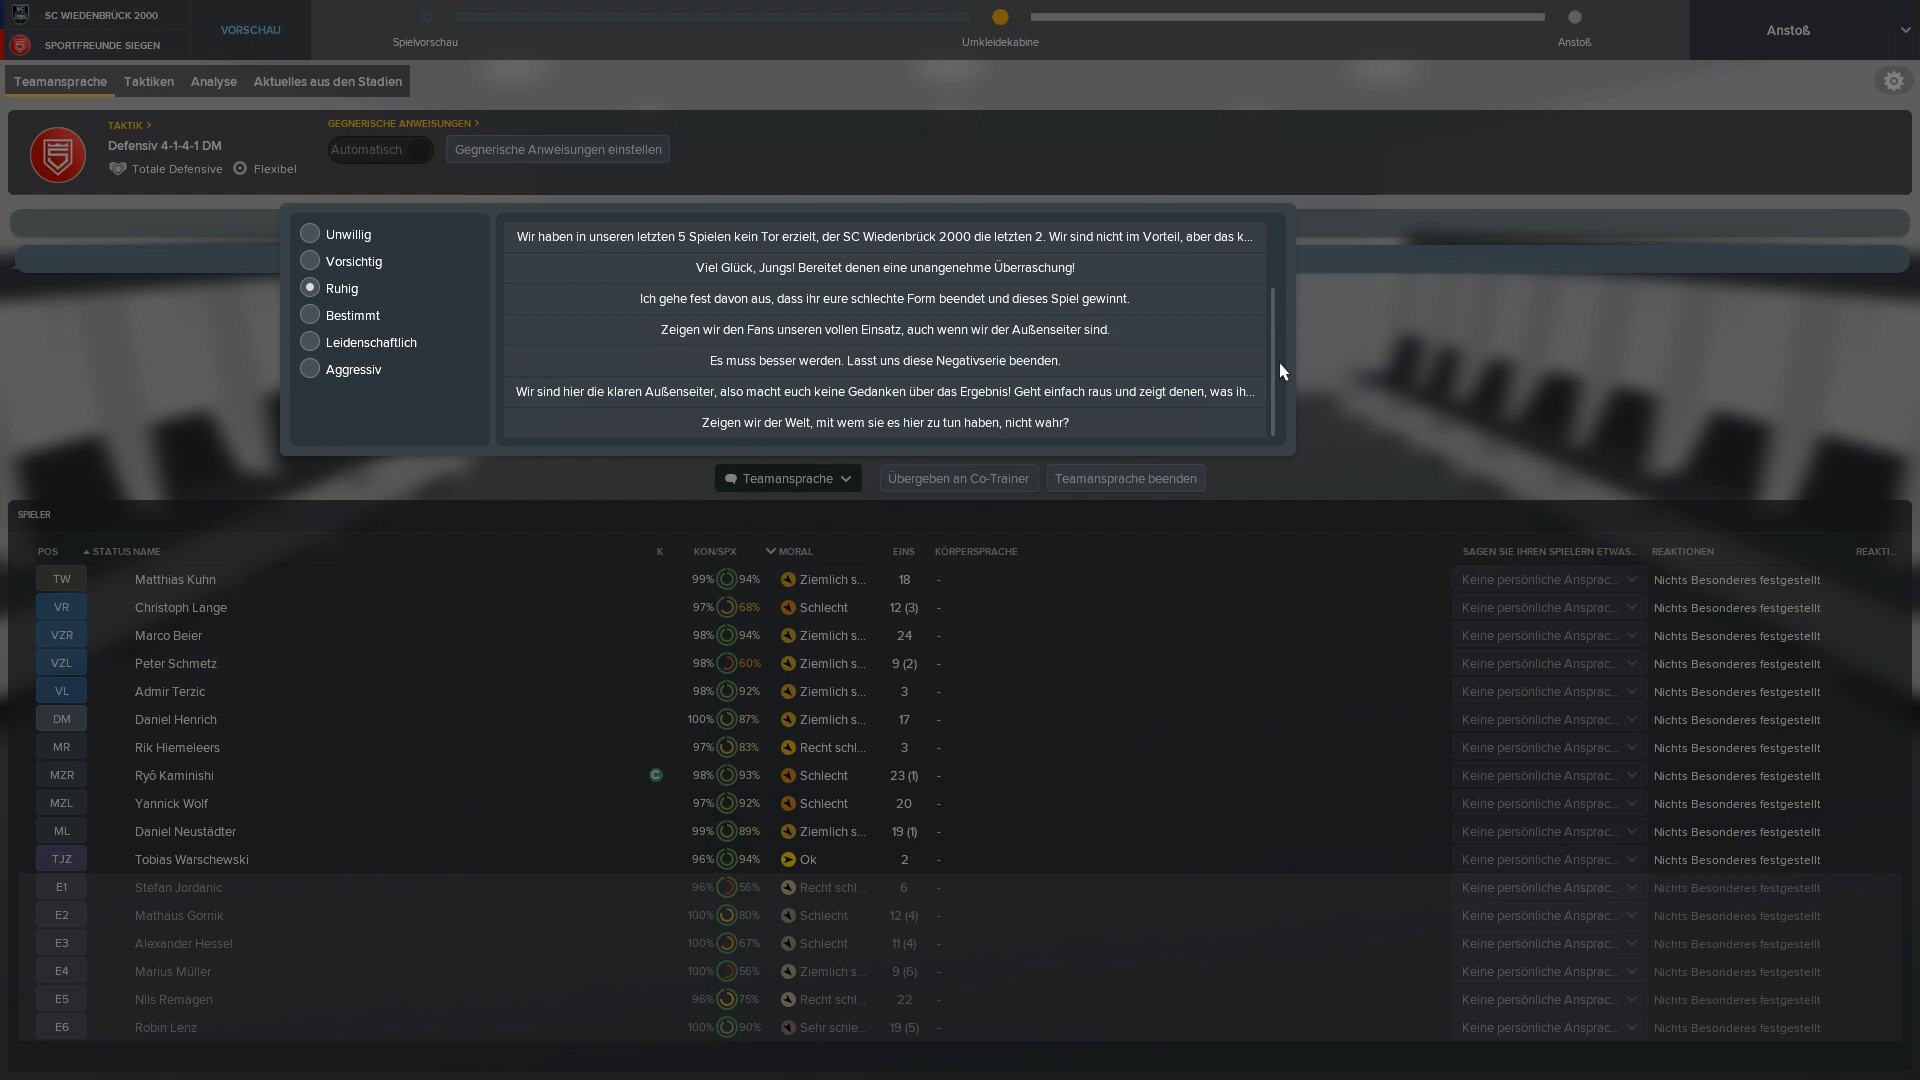 SC WIEDENBRÜCK 2000
SPORTFREUNDE SIEGEN
VORSCHAU
Spielvorschau
Umkleidekabine
Anstoß
Anstoß
Teamansprache Taktiken Analyse Aktuelles aus den Stadien
TAKTIK >
Defensiv 4-1-4-1 DM
Totale Defensive Flexibel
GEGNERISCHE ANWEISUNGEN >
Automatisch Gegnerische Anweisungen einstellen
Unwillig
Vorsichtig
Ruhig
Bestimmt
Leidenschaftlich
Aggressiv
Wir haben in unseren letzten 5 Spielen kein Tor erzielt, der SC Wiedenbrück 2000 die letzten 2. Wir sind nicht im Vorteil, aber das k...
Viel Glück, Jungs! Bereitet denen eine unangenehme Überraschung!
Ich gehe fest davon aus, dass ihr eure schlechte Form beendet und dieses Spiel gewinnt.
Zeigen wir den Fans unseren vollen Einsatz, auch wenn wir der Außenseiter sind.
Es muss besser werden. Lasst uns diese Negativserie beenden.
Wir sind hier die klaren Außenseiter, also macht euch keine Gedanken über das Ergebnis! Geht einfach raus und zeigt denen, was ih...
Zeigen wir der Welt, mit wem sie es hier zu tun haben, nicht wahr?
Teamansprache Übergeben an Co-Trainer Teamansprache beenden
SPIELER
POS STATUS NAME K KON/SPX MORAL EINS KÖRPERSPRACHE SAGEN SIE IHREN SPIELERN ETWAS... REAKTIONEN REAKTI...
TW Matthias Kuhn 99% 94% Ziemlich s... 18 - Keine persönliche Ansprac... Nichts Besonderes festgestellt
VR Christoph Lange 97% 68% Schlecht 12 (3) - Keine persönliche Ansprac... Nichts Besonderes festgestellt
VZR Marco Beier 98% 94% Ziemlich s... 24 - Keine persönliche Ansprac... Nichts Besonderes festgestellt
VZL Peter Schmetz 98% 60% Ziemlich s... 9 (2) - Keine persönliche Ansprac... Nichts Besonderes festgestellt
VL Admir Terzic 98% 92% Ziemlich s... 3 - Keine persönliche Ansprac... Nichts Besonderes festgestellt
DM Daniel Henrich 100% 87% Ziemlich s... 17 - Keine persönliche Ansprac... Nichts Besonderes festgestellt
MR Rik Hiemeleers 97% 83% Recht schl... 3 - Keine persönliche Ansprac... Nichts Besonderes festgestellt
MZR Ryô Kaminishi C 98% 93% Schlecht 23 (1) - Keine persönliche Ansprac... Nichts Besonderes festgestellt
MZL Yannick Wolf 97% 92% Schlecht 20 - Keine persönliche Ansprac... Nichts Besonderes festgestellt
ML Daniel Neustädter 99% 89% Ziemlich s... 19 (1) - Keine persönliche Ansprac... Nichts Besonderes festgestellt
TJZ Tobias Warschewski 96% 94% Ok 2 - Keine persönliche Ansprac... Nichts Besonderes festgestellt
E1 Stefan Jordanic 96% 56% Recht schl... 6 - Keine persönliche Ansprac... Nichts Besonderes festgestellt
E2 Mathäus Gornik 100% 80% Schlecht 12 (4) - Keine persönliche Ansprac... Nichts Besonderes festgestellt
E3 Alexander Hessel 100% 67% Schlecht 11 (4) - Keine persönliche Ansprac... Nichts Besonderes festgestellt
E4 Marius Müller 100% 56% Ziemlich s... 9 (6) - Keine persönliche Ansprac... Nichts Besonderes festgestellt
E5 Nils Remagen 96% 75% Recht schl... 22 - Keine persönliche Ansprac... Nichts Besonderes festgestellt
E6 Robin Lenz 100% 90% Sehr schle... 19 (5) - Keine persönliche Ansprac... Nichts Besonderes festgestellt